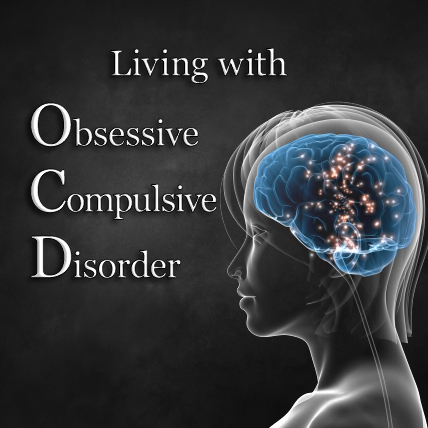 Living with
Obsessive
Compulsive
Disorder